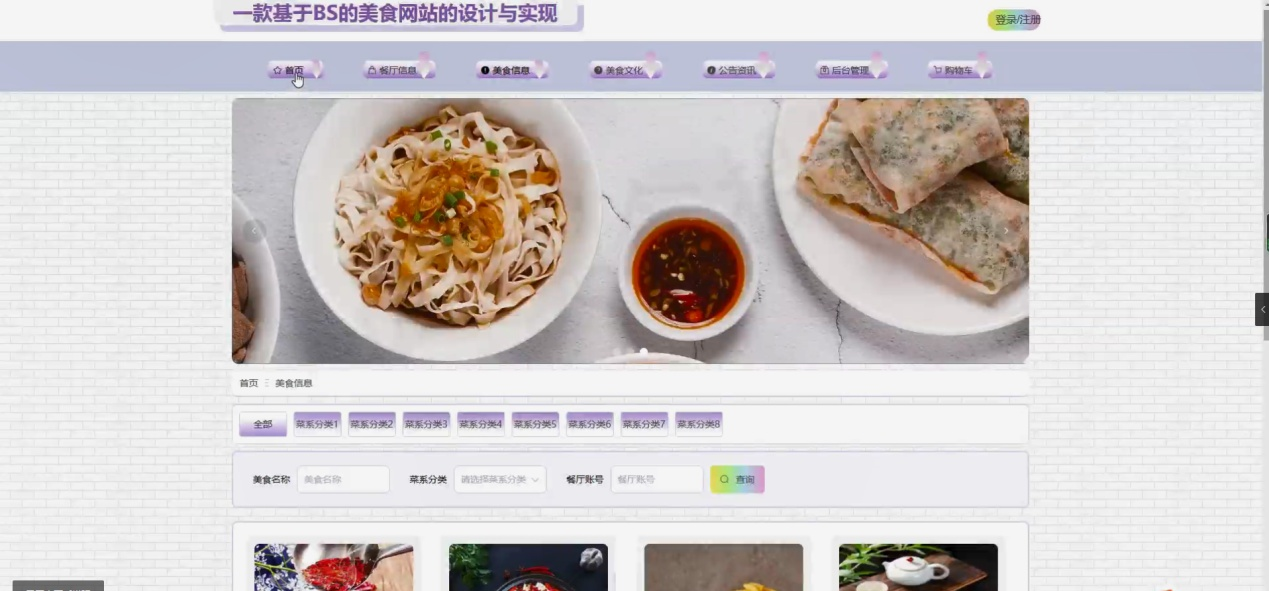 一款基于BS的美食网站的设计与实现
登录/注册
首页 餐厅信息 美食信息 美食文化 公告资讯 后台管理 购物车
首页 美食信息
全部 菜系分类1 菜系分类2 菜系分类3 菜系分类4 菜系分类5 菜系分类6 菜系分类7 菜系分类8
美食名称 美食名称 菜系分类 请选择菜系分类 餐厅账号 餐厅账号 查询